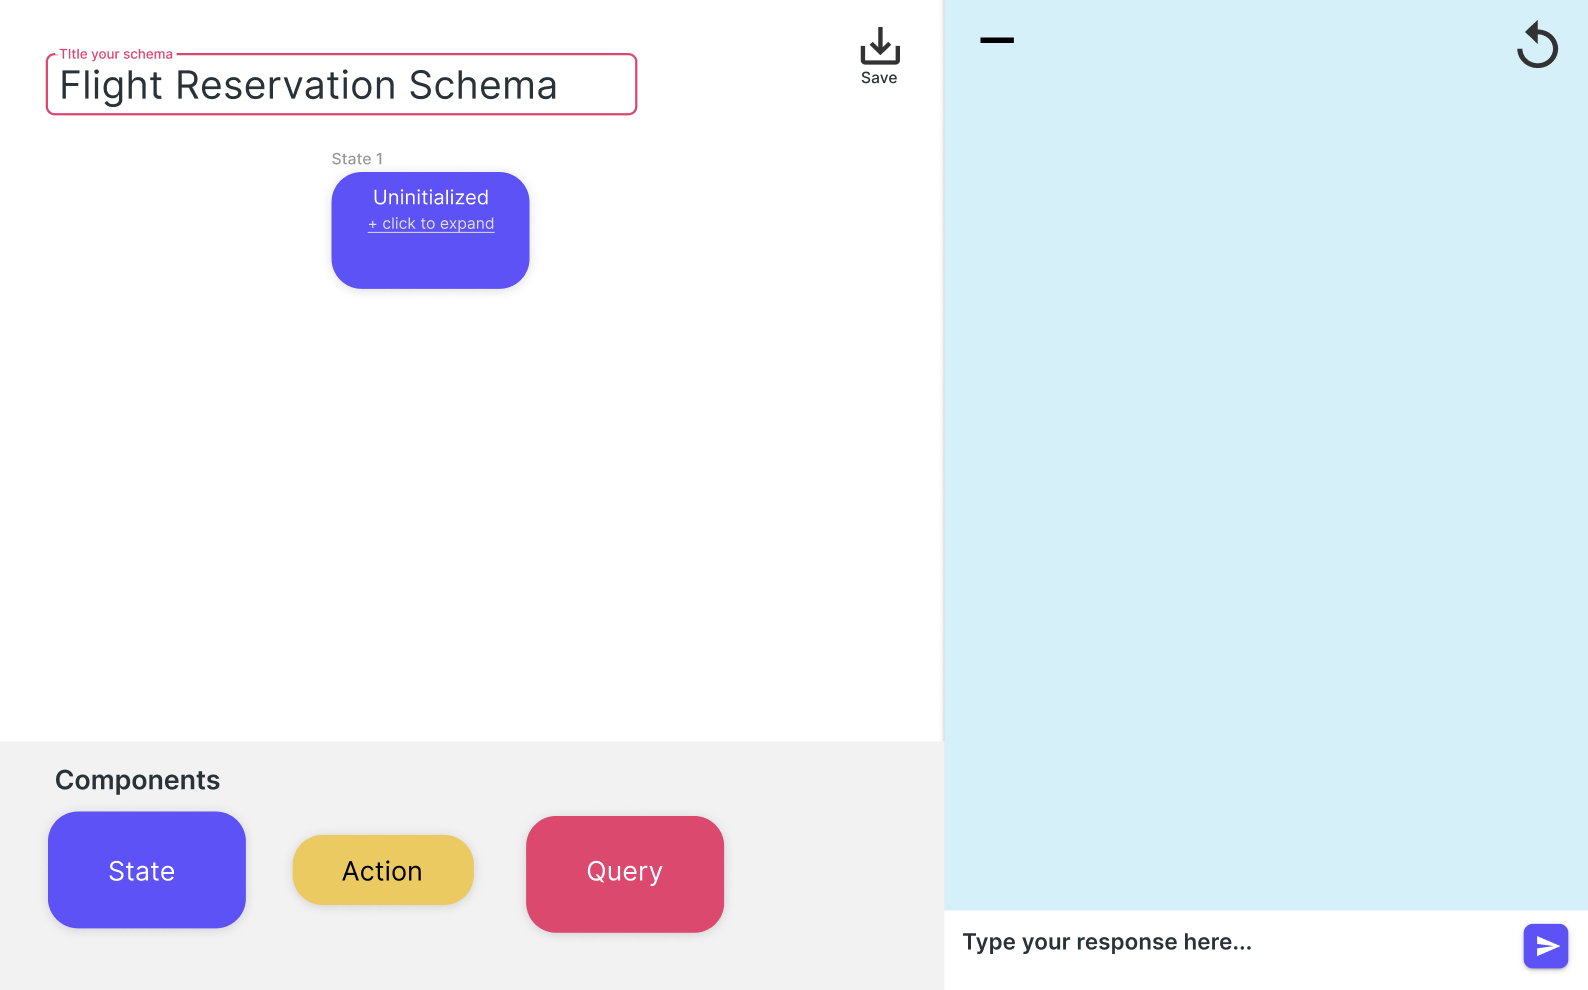 TItle your schema
Flight Reservation Schema
Save
State 1
Uninitialized
+ click to expand
Components
State
Action
Query
Type your response here...